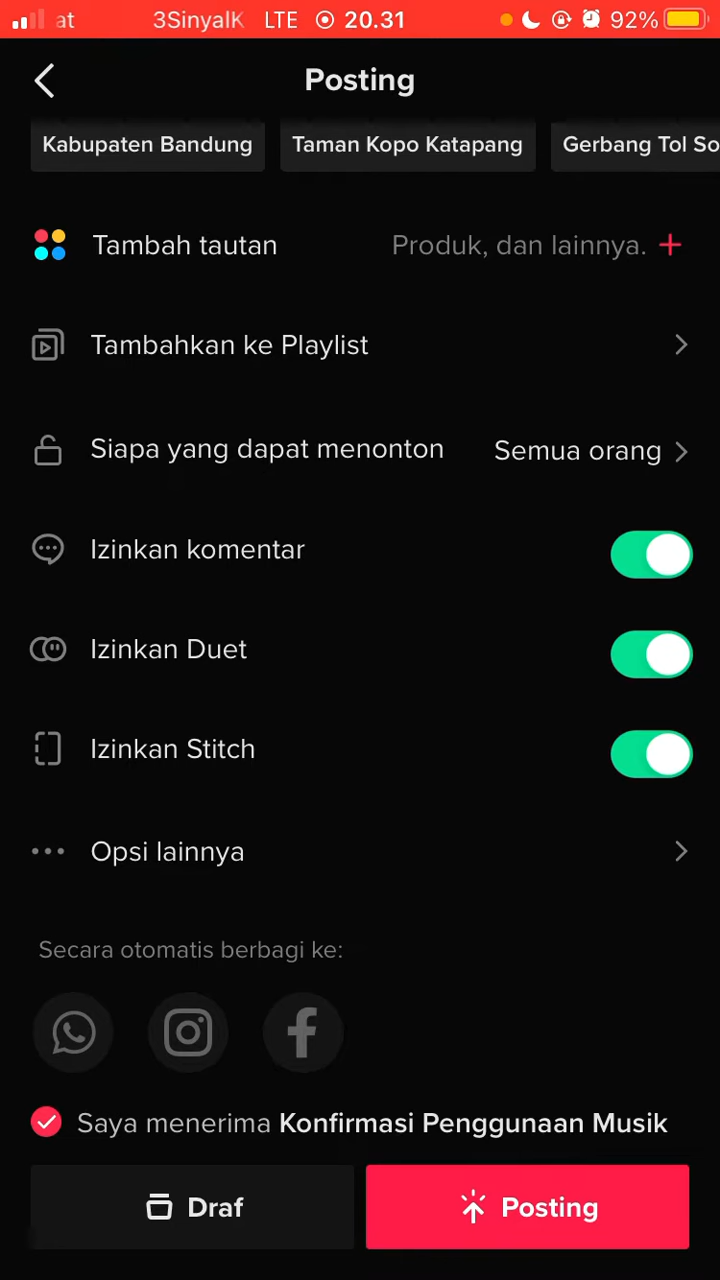 at 3SinyalK LTE 20.31 92%
Posting
Kabupaten Bandung Taman Kopo Katapang Gerbang Tol So
Tambah tautan Produk, dan lainnya.
Tambahkan ke Playlist
Siapa yang dapat menonton Semua orang
Izinkan komentar
Izinkan Duet
Izinkan Stitch
Opsi lainnya
Secara otomatis berbagi ke:
Saya menerima Konfirmasi Penggunaan Musik
Draf Posting